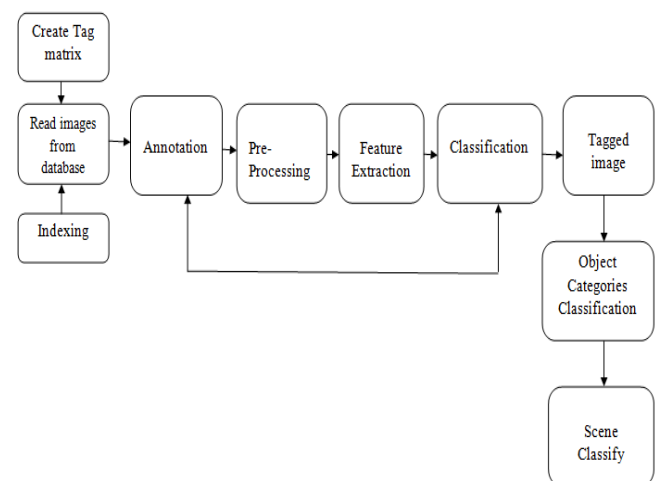 Create Tag
matrix
Read images
from
database
Indexing
Annotation
Pre-
Processing
Feature
Extraction
Classification
Tagged
image
Object
Categories
Classification
Scene
Classify